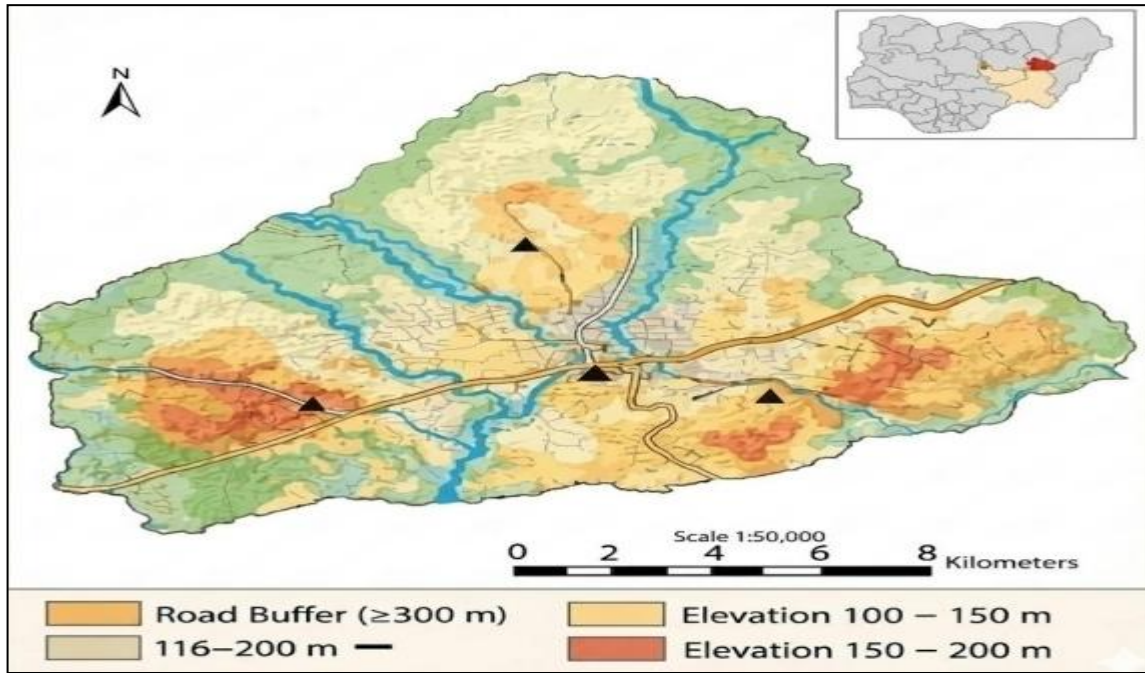 N
Scale 1:50,000
0 2 4 6 8 Kilometers
Road Buffer (≥300 m)
Elevation 100 – 150 m
116–200 m
Elevation 150 – 200 m